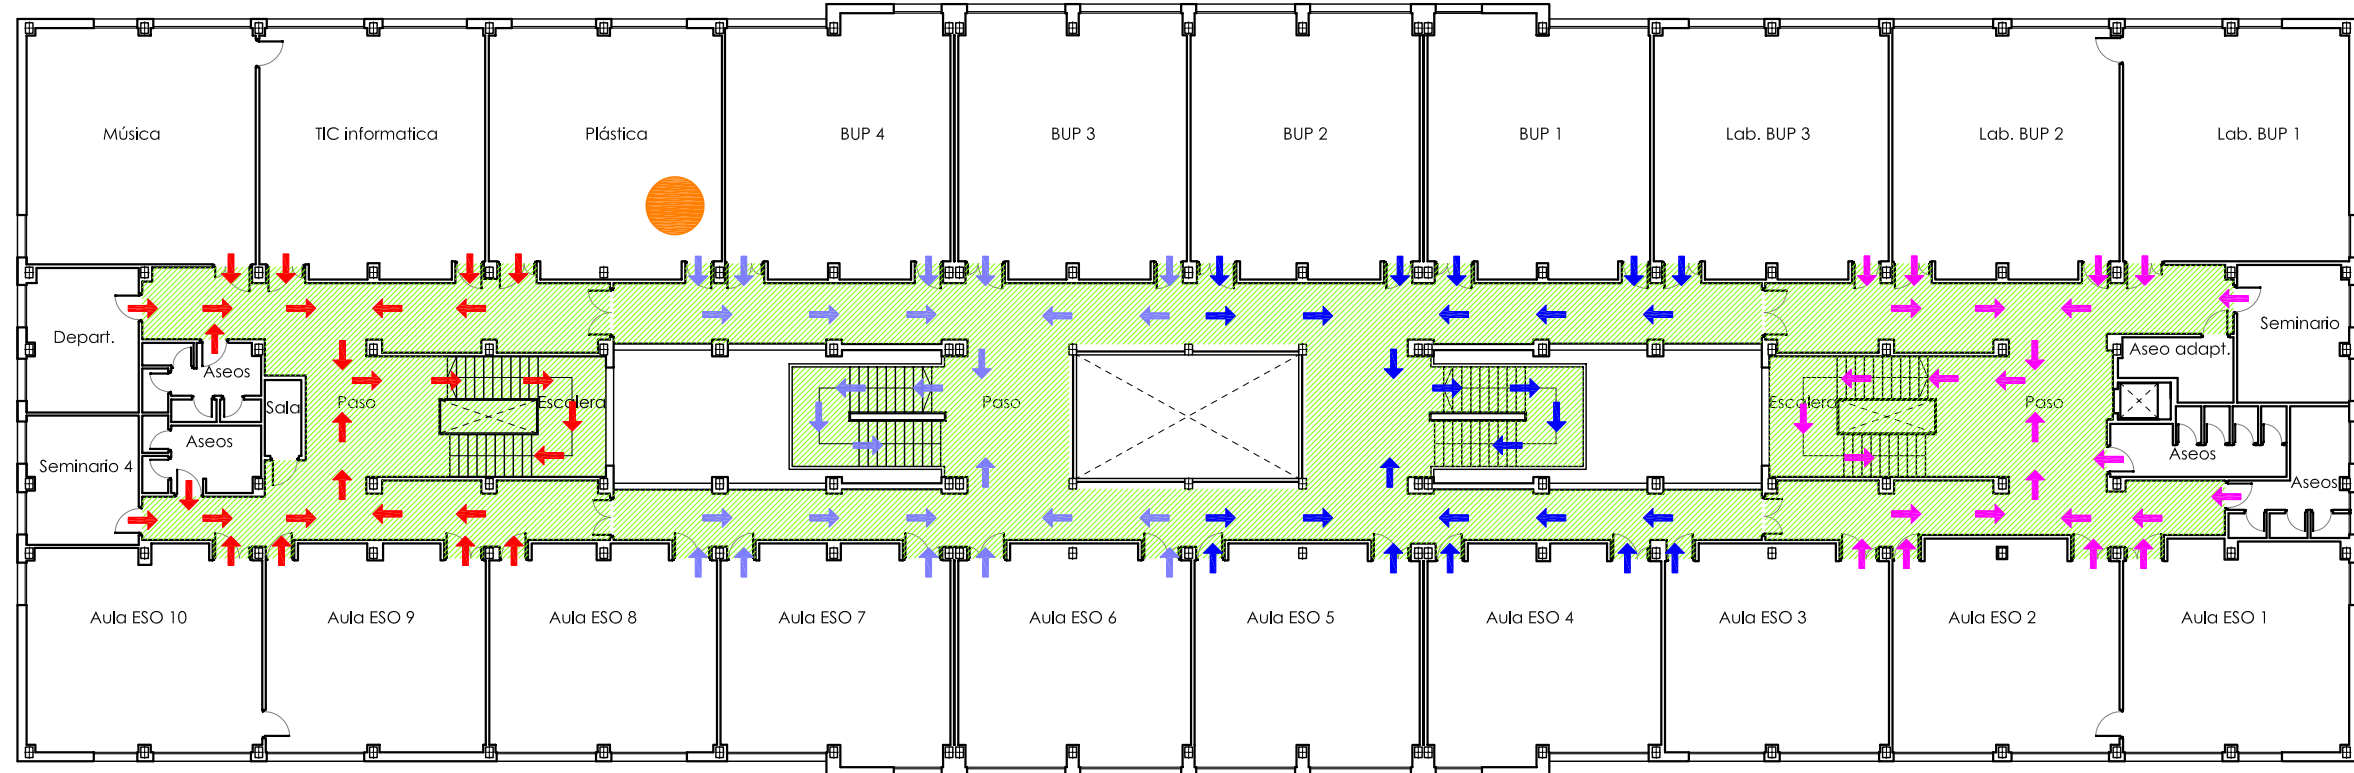 Música
TIC informatica
Plástica
BUP 4
BUP 3
BUP 2
BUP 1
Lab. BUP 3
Lab. BUP 2
Lab. BUP 1
Depart.
Seminario
Aseo adapt.
Aseos
Sala
Paso
Escalera
Paso
Escalera
Paso
Aseos
Seminario 4
Aseos
Aseos
Aula ESO 10
Aula ESO 9
Aula ESO 8
Aula ESO 7
Aula ESO 6
Aula ESO 5
Aula ESO 4
Aula ESO 3
Aula ESO 2
Aula ESO 1